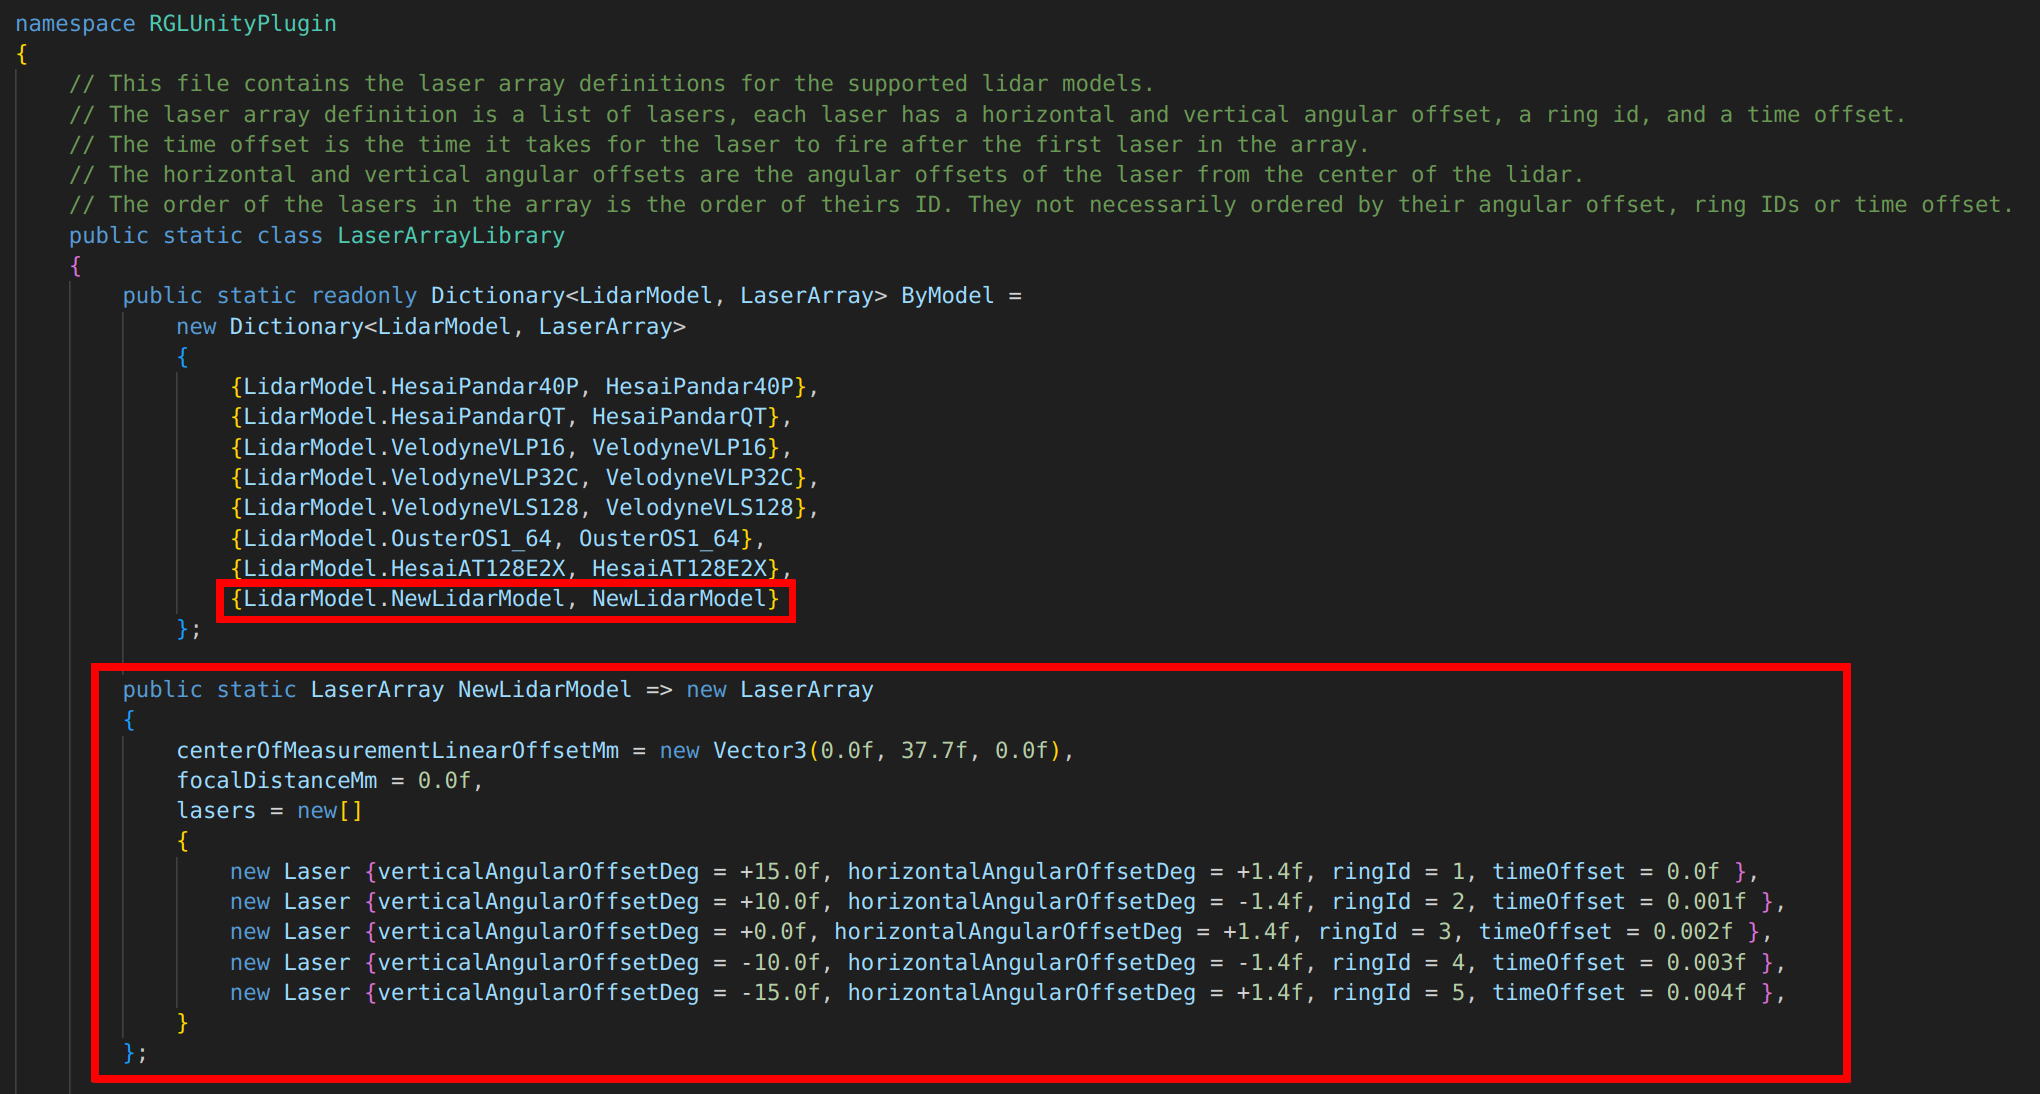 namespace RGLUnityPlugin
{
// This file contains the laser array definitions for the supported lidar models.
// The laser array definition is a list of lasers, each laser has a horizontal and vertical angular offset, a ring id, and a time offset.
// The time offset is the time it takes for the laser to fire after the first laser in the array.
// The horizontal and vertical angular offsets are the angular offsets of the laser from the center of the lidar.
// The order of the lasers in the array is the order of theirs ID. They not necessarily ordered by their angular offset, ring IDs or time offset.
public static class LaserArrayLibrary
{
public static readonly Dictionary<LidarModel, LaserArray> ByModel =
new Dictionary<LidarModel, LaserArray>
{
{LidarModel.HesaiPandar40P, HesaiPandar40P},
{LidarModel.HesaiPandarQT, HesaiPandarQT},
{LidarModel.VelodyneVLP16, VelodyneVLP16},
{LidarModel.VelodyneVLP32C, VelodyneVLP32C},
{LidarModel.VelodyneVLS128, VelodyneVLS128},
{LidarModel.OusterOS1_64, OusterOS1_64},
{LidarModel.HesaiAT128E2X, HesaiAT128E2X},
{LidarModel.NewLidarModel, NewLidarModel}
};
public static LaserArray NewLidarModel => new LaserArray
{
centerOfMeasurementLinearOffsetMm = new Vector3(0.0f, 37.7f, 0.0f),
focalDistanceMm = 0.0f,
lasers = new[]
{
new Laser {verticalAngularOffsetDeg = +15.0f, horizontalAngularOffsetDeg = +1.4f, ringId = 1, timeOffset = 0.0f },
new Laser {verticalAngularOffsetDeg = +10.0f, horizontalAngularOffsetDeg = -1.4f, ringId = 2, timeOffset = 0.001f },
new Laser {verticalAngularOffsetDeg = +0.0f, horizontalAngularOffsetDeg = +1.4f, ringId = 3, timeOffset = 0.002f },
new Laser {verticalAngularOffsetDeg = -10.0f, horizontalAngularOffsetDeg = -1.4f, ringId = 4, timeOffset = 0.003f },
new Laser {verticalAngularOffsetDeg = -15.0f, horizontalAngularOffsetDeg = +1.4f, ringId = 5, timeOffset = 0.004f },
}
};